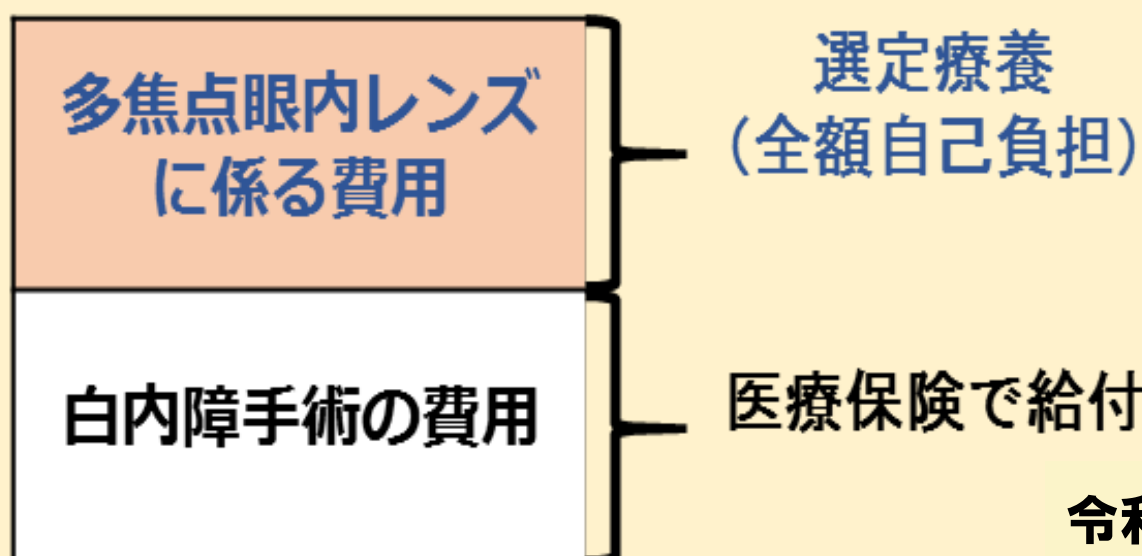 多焦点眼内レンズ
に係る費用
選定療養
（全額自己負担）
白内障手術の費用
医療保険で給付
令和